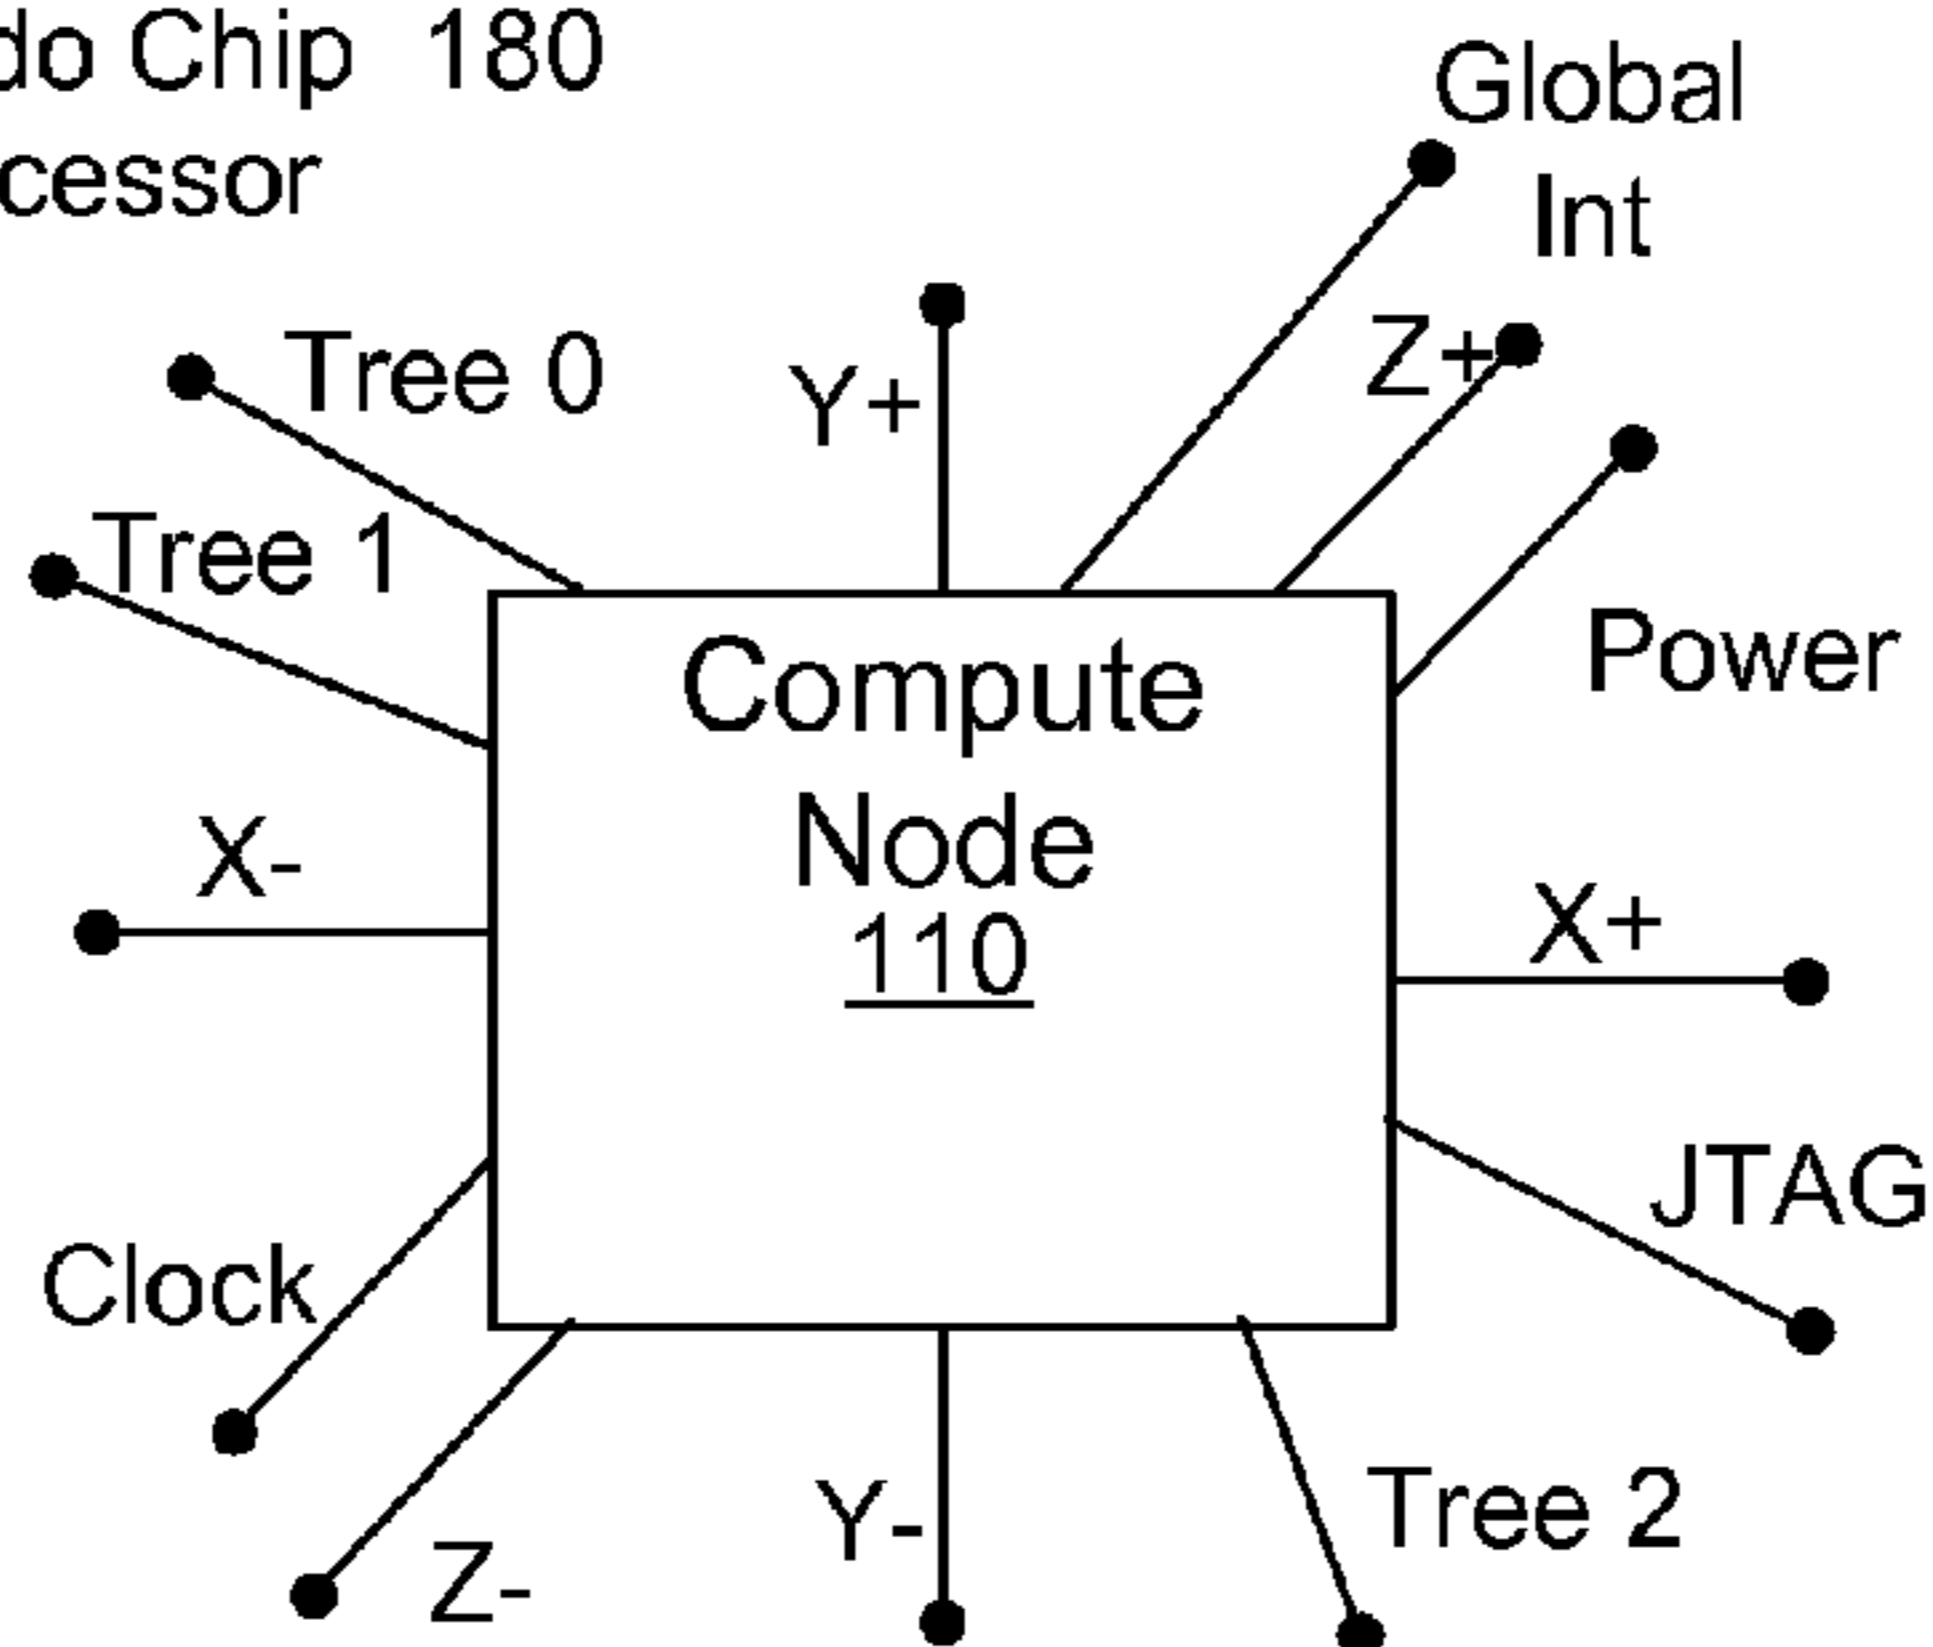 do Chip 180
cessor
Global
Int
Z+
Tree 0
Y+
Tree 1
Power
Compute
Node
110
X-
X+
JTAG
Clock
Tree 2
Y-
Z-